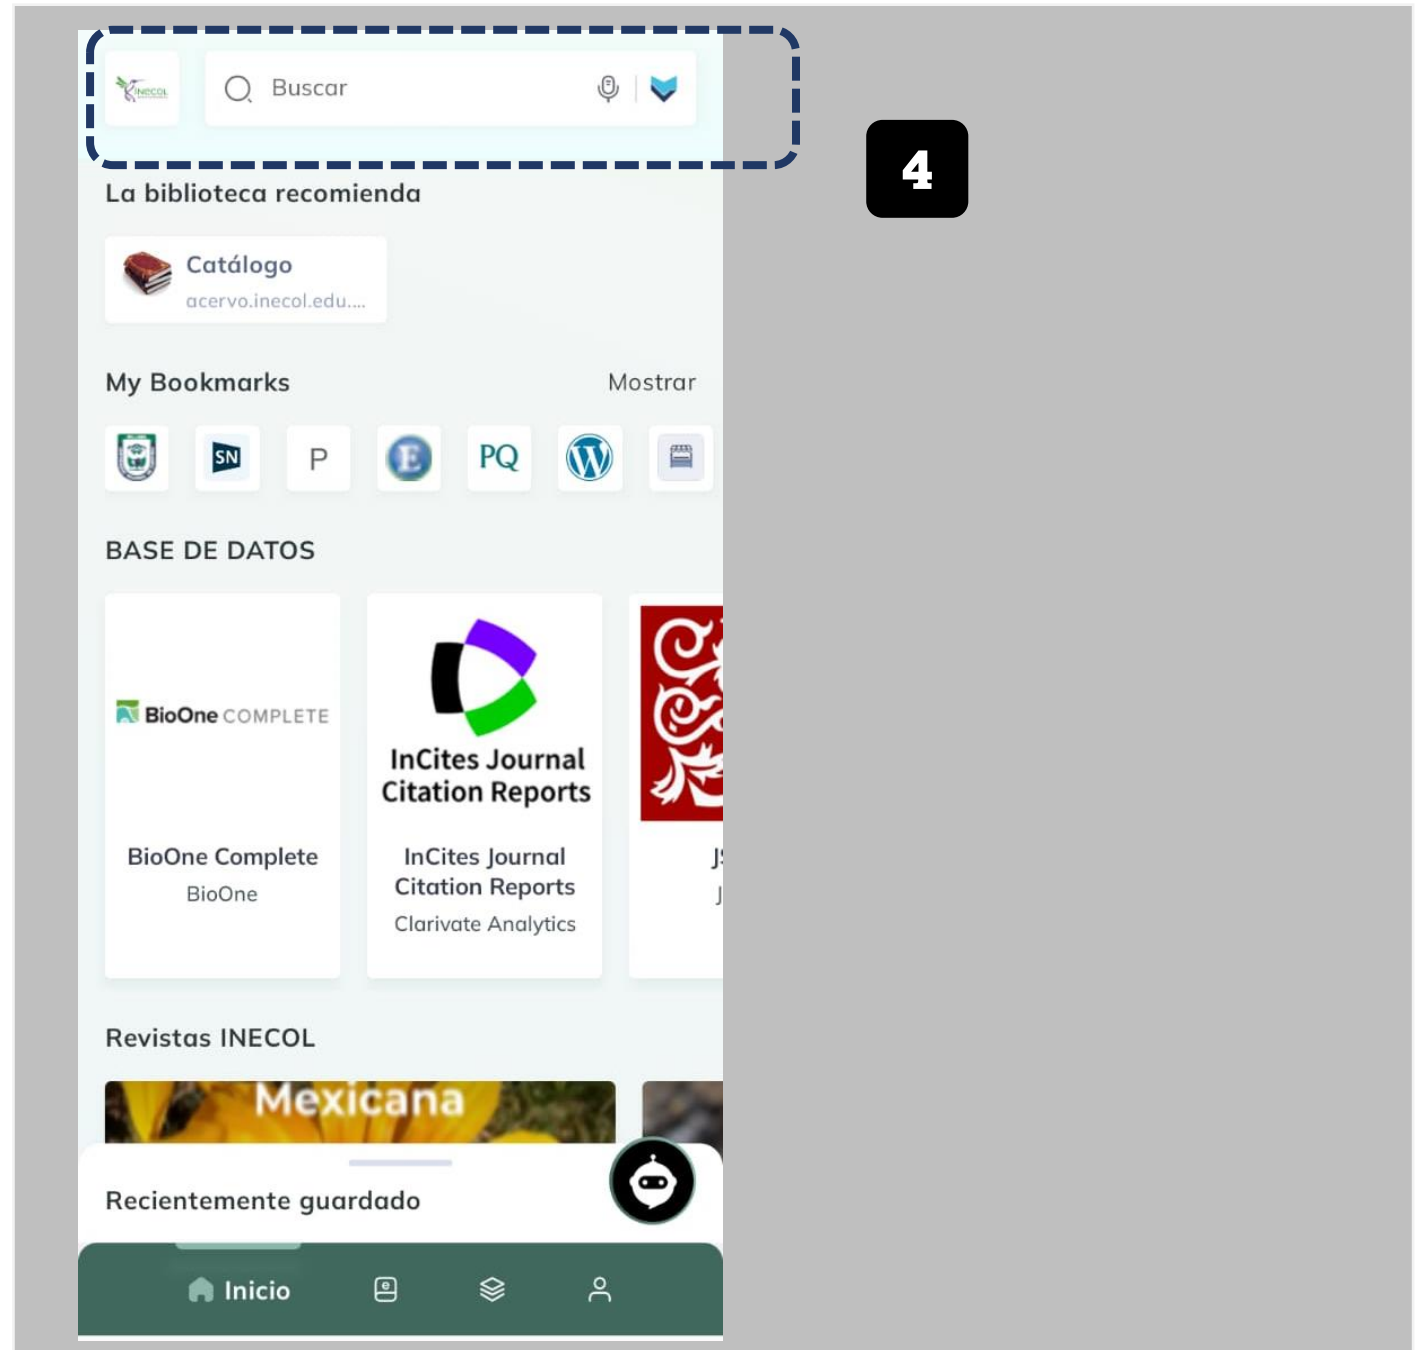 INECOL
Buscar
4
La biblioteca recomienda
Catálogo
acervo.inecol.edu....
My Bookmarks
Mostrar
SN
P
E
PQ
W
BASE DE DATOS
BioOne COMPLETE
InCites Journal
Citation Reports
BioOne Complete
BioOne
InCites Journal
Citation Reports
Clarivate Analytics
J
Revistas INECOL
Mexicana
Recientemente guardado
Inicio
e